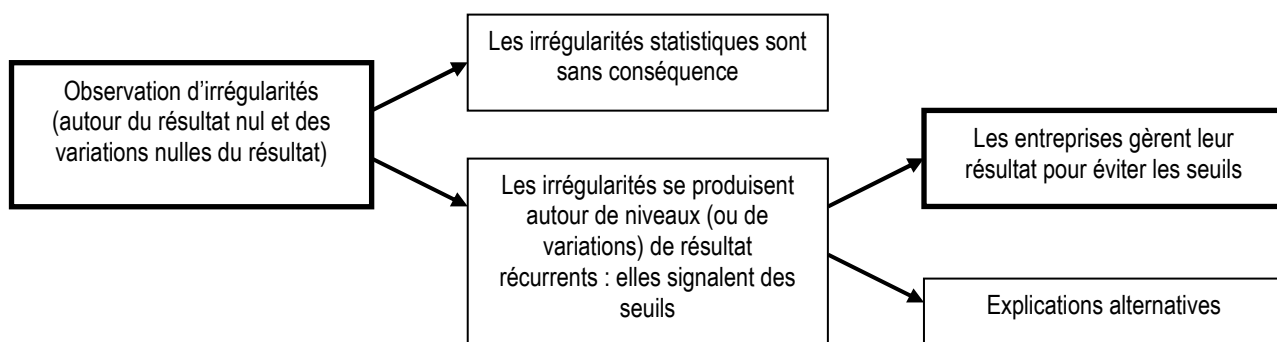 Observation d'irrégularités
(autour du résultat nul et des
variations nulles du résultat)
Les irrégularités statistiques sont
sans conséquence
Les irrégularités se produisent
autour de niveaux (ou de
variations) de résultat
récurrents : elles signalent des
seuils
Les entreprises gèrent leur
résultat pour éviter les seuils
Explications alternatives